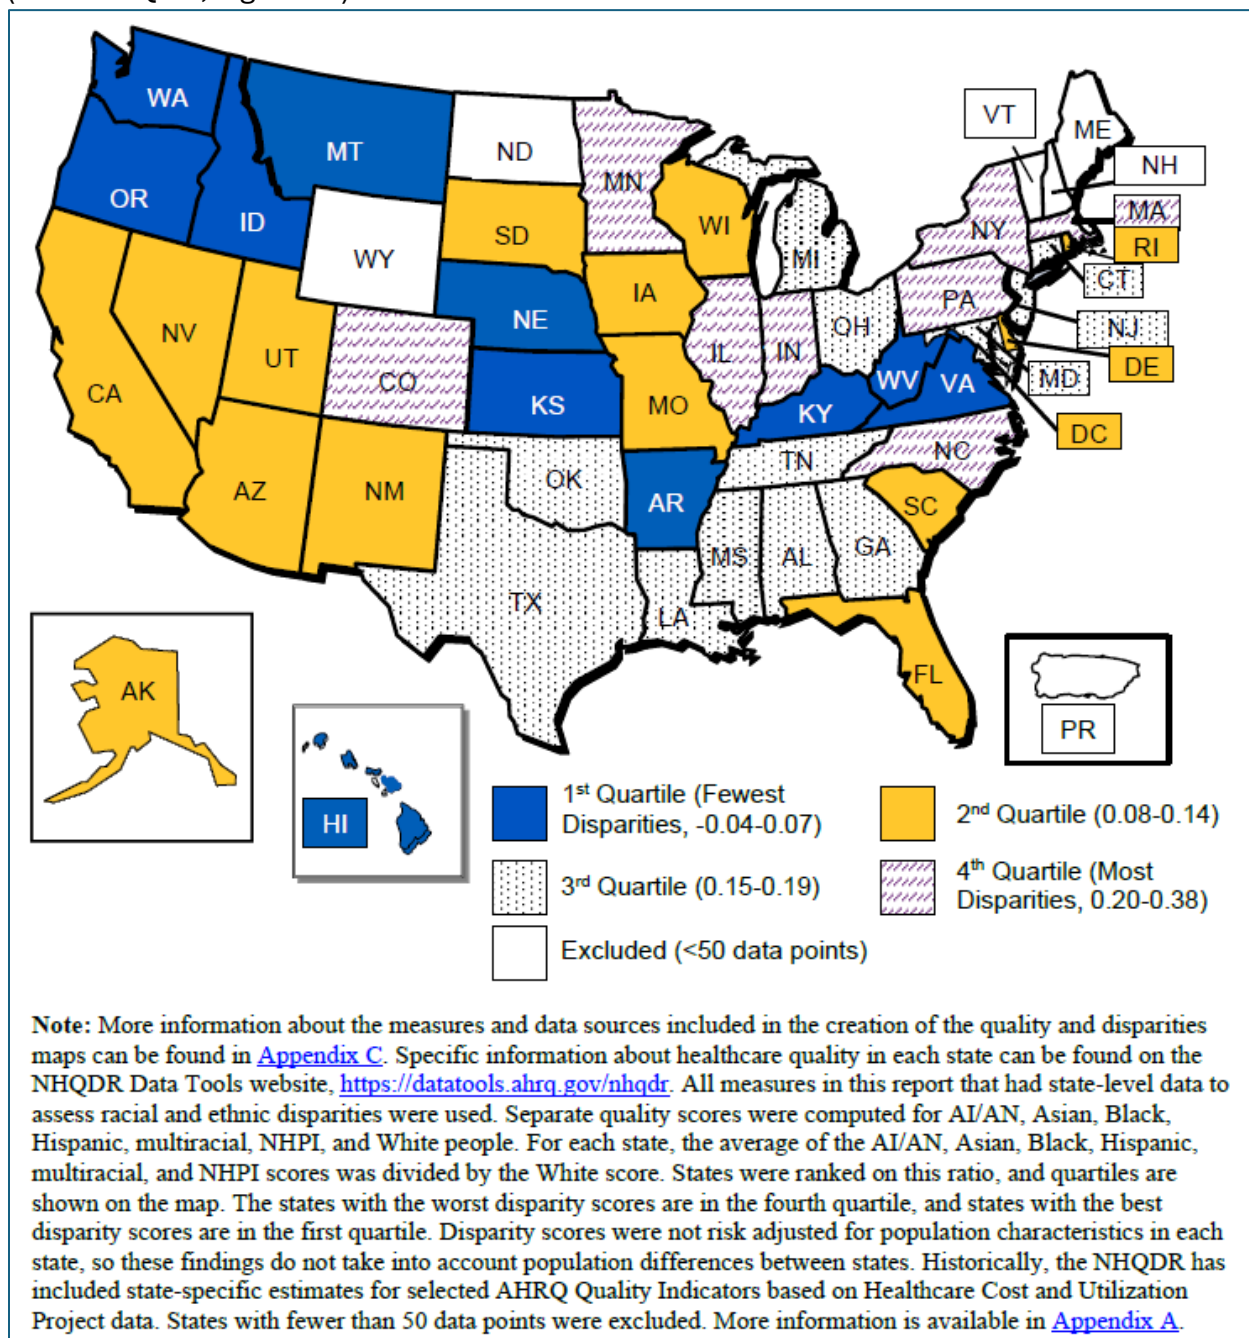 WA
MT
ND
MN
VT
ME
NH
OR
ID
SD
WI
NY
MA
RI
WY
MI
CT
IA
PA
NE
NJ
NV
UT
CO
IL
IN
OH
DE
CA
KS
MO
WV
VA
MD
KY
DC
AZ
NM
OK
AR
TN
NC
SC
TX
MS
AL
GA
LA
FL
AK
PR
HI
1st Quartile (Fewest
Disparities, -0.04-0.07)
2nd Quartile (0.08-0.14)
3rd Quartile (0.15-0.19)
4th Quartile (Most
Disparities, 0.20-0.38)
Excluded (<50 data points)
Note: More information about the measures and data sources included in the creation of the quality and disparities
maps can be found in Appendix C. Specific information about healthcare quality in each state can be found on the
NHQDR Data Tools website, https://datatools.ahrq.gov/nhqdr. All measures in this report that had state-level data to
assess racial and ethnic disparities were used. Separate quality scores were computed for AI/AN, Asian, Black,
Hispanic, multiracial, NHPI, and White people. For each state, the average of the AI/AN, Asian, Black, Hispanic,
multiracial, and NHPI scores was divided by the White score. States were ranked on this ratio, and quartiles are
shown on the map. The states with the worst disparity scores are in the fourth quartile, and states with the best
disparity scores are in the first quartile. Disparity scores were not risk adjusted for population characteristics in each
state, so these findings do not take into account population differences between states. Historically, the NHQDR has
included state-specific estimates for selected AHRQ Quality Indicators based on Healthcare Cost and Utilization
Project data. States with fewer than 50 data points were excluded. More information is available in Appendix A.